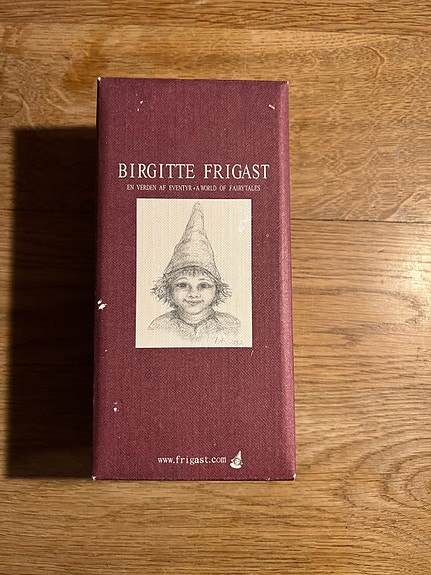 BIRGITTE FRIGAST
EN VERDEN AF EVENTYR • A WORLD OF FAIRYTALES
www.frigast.com